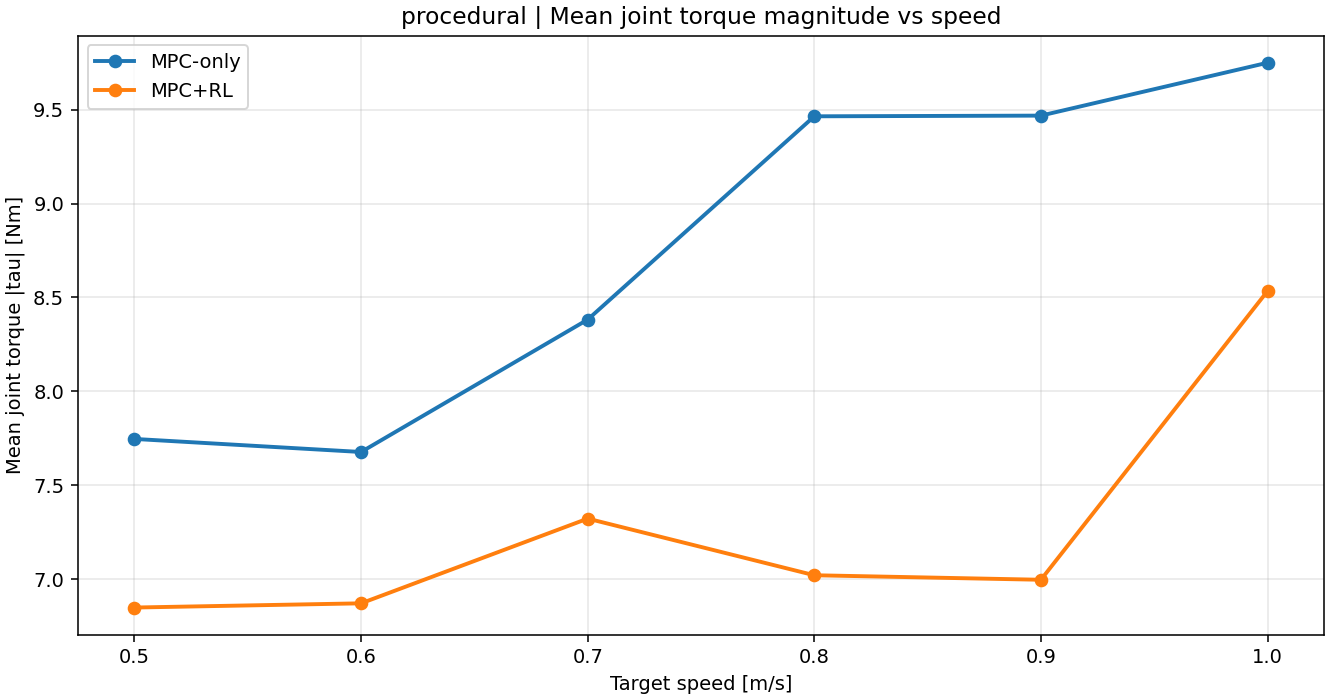 procedural | Mean joint torque magnitude vs speed
MPC-only
MPC+RL
Mean joint torque |tau| [Nm]
9.5
9.0
8.5
8.0
7.5
7.0
0.5 0.6 0.7 0.8 0.9 1.0
Target speed [m/s]